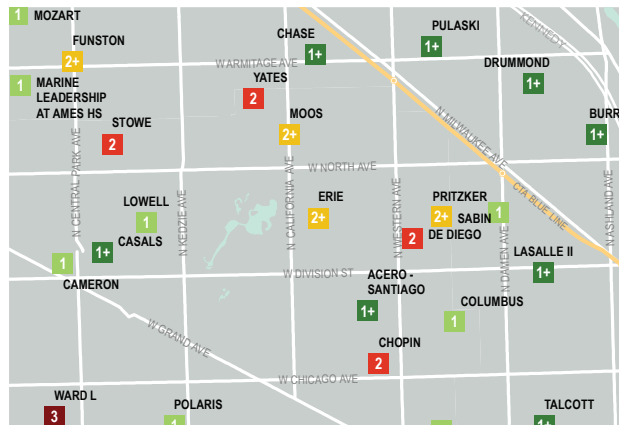 1
MOZART
FUNSTON
2+
CHASE
1+
PULASKI
1+
KENNEDY
W ARMITAGE AVE
DRUMMOND
1+
1
MARINE
LEADERSHIP
AT AMES HS
YATES
2
STOWE
2
MOOS
2+
BURR
1+
N MILWAUKEE AVE
CTA BLUE LINE
W NORTH AVE
N CENTRAL PARK AVE
N KEDZIE AVE
N CALIFORNIA AVE
N WESTERN AVE
N DAMEN AVE
N ASHLAND AVE
LOWELL
1
ERIE
2+
PRITZKER
2+
SABIN
1
2
DE DIEGO
1+
CASALS
1
CAMERON
LASALLE II
1+
W DIVISION ST
ACERO -
SANTIAGO
1+
COLUMBUS
1
W GRAND AVE
CHOPIN
2
W CHICAGO AVE
WARD L
3
POLARIS
1
TALCOTT
1+